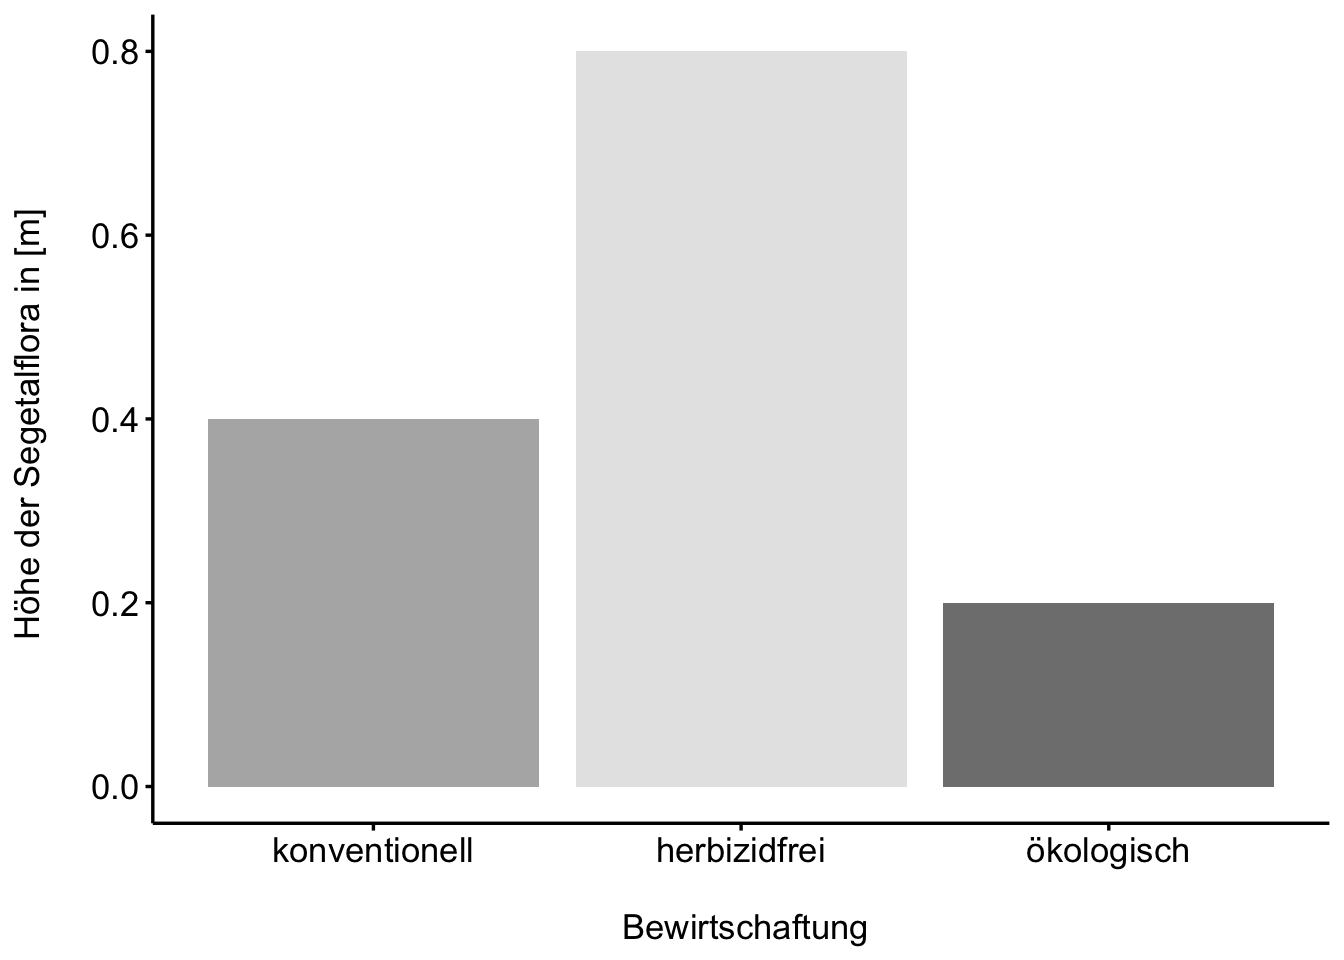 Höhe der Segetalflora in [m]
0.8
0.6
0.4
0.2
0.0
konventionell herbizidfrei ökologisch
Bewirtschaftung